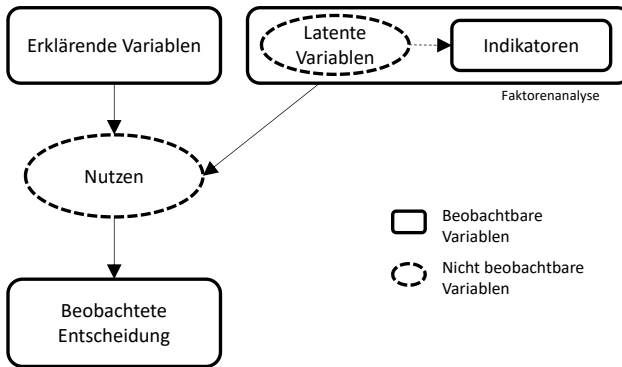 Erklärende Variablen
Latente
Variablen
Indikatoren
Faktorenanalyse
Nutzen
Beobachtbare
Variablen
Nicht beobachtbare
Variablen
Beobachtete
Entscheidung